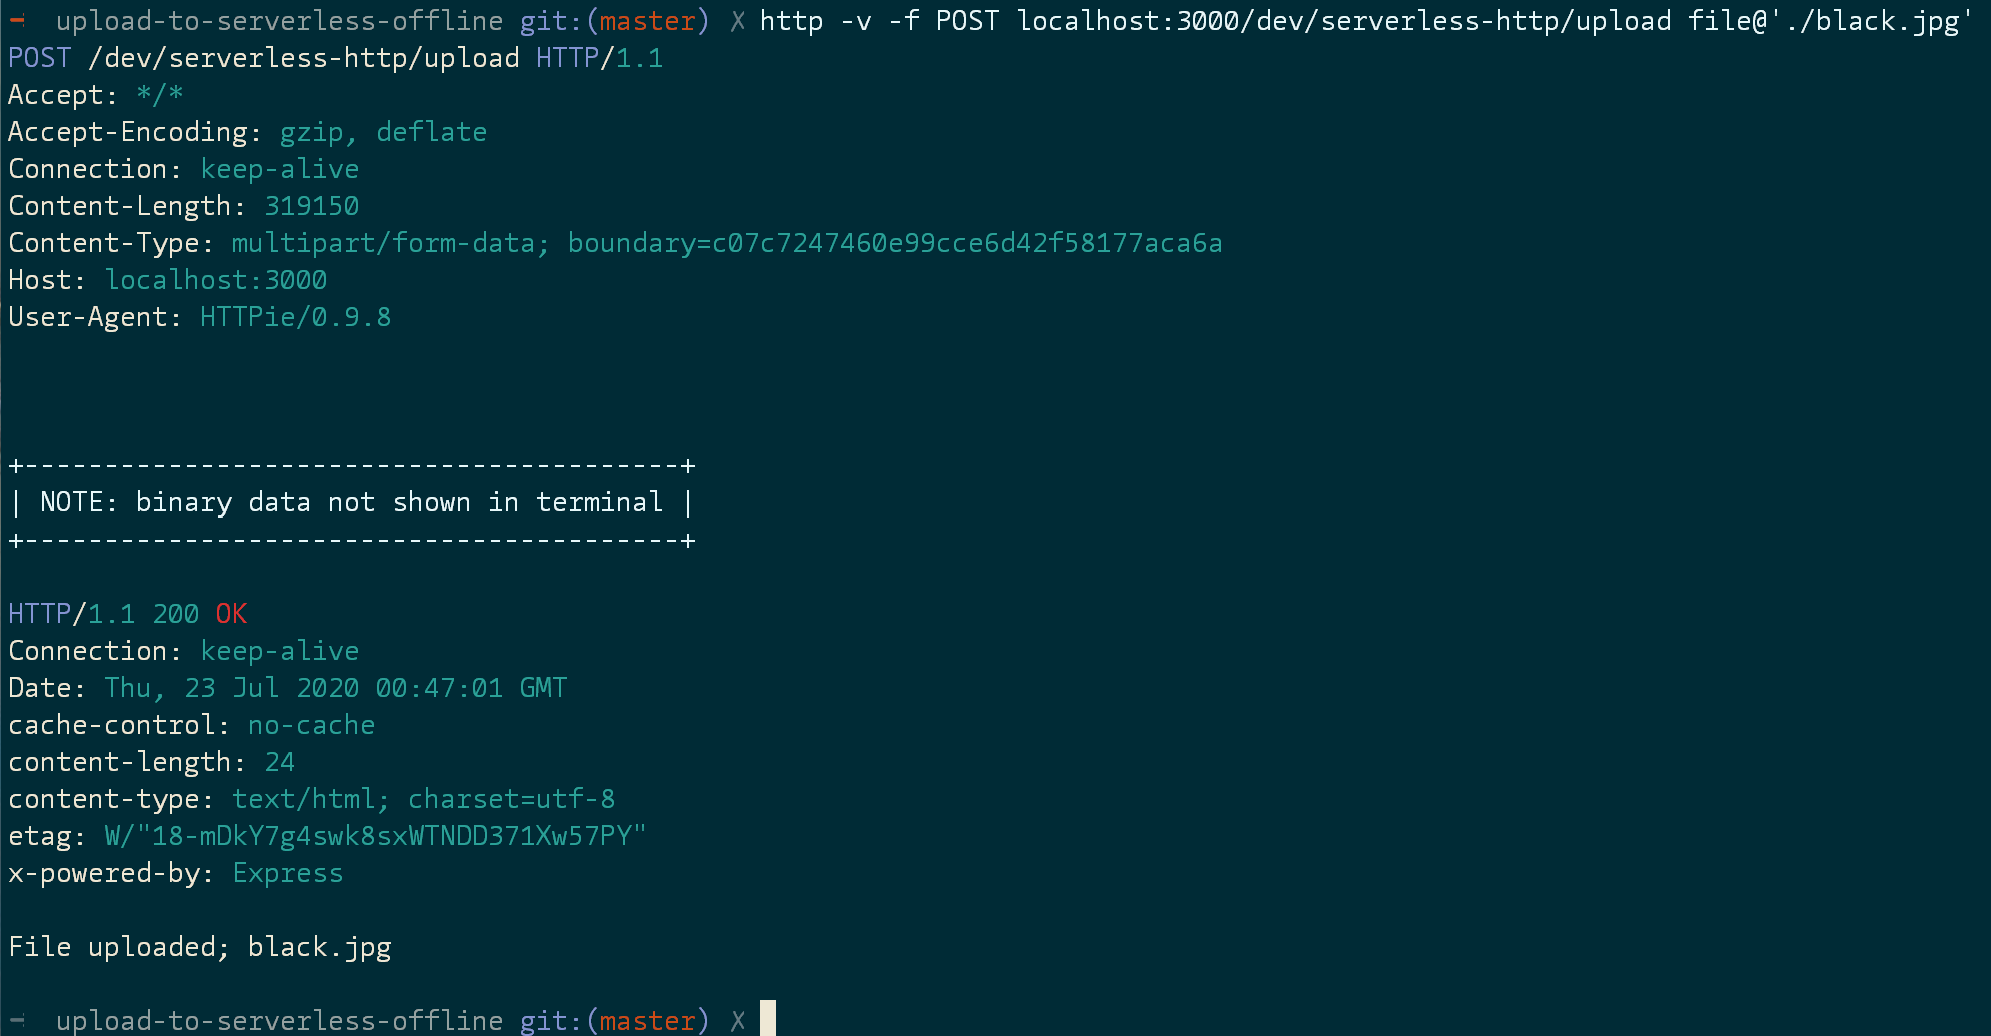 → upload-to-serverless-offline git:(master) ✗ http -v -f POST localhost:3000/dev/serverless-http/upload file@'./black.jpg'
POST /dev/serverless-http/upload HTTP/1.1
Accept: */*
Accept-Encoding: gzip, deflate
Connection: keep-alive
Content-Length: 319150
Content-Type: multipart/form-data; boundary=c07c7247460e99cce6d42f58177aca6a
Host: localhost:3000
User-Agent: HTTPie/0.9.8
+-----------------------------------------+
| NOTE: binary data not shown in terminal |
+-----------------------------------------+
HTTP/1.1 200 OK
Connection: keep-alive
Date: Thu, 23 Jul 2020 00:47:01 GMT
cache-control: no-cache
content-length: 24
content-type: text/html; charset=utf-8
etag: W/"18-mDkY7g4swk8sxWTNDD371Xw57PY"
x-powered-by: Express
File uploaded; black.jpg
→ upload-to-serverless-offline git:(master) ✗